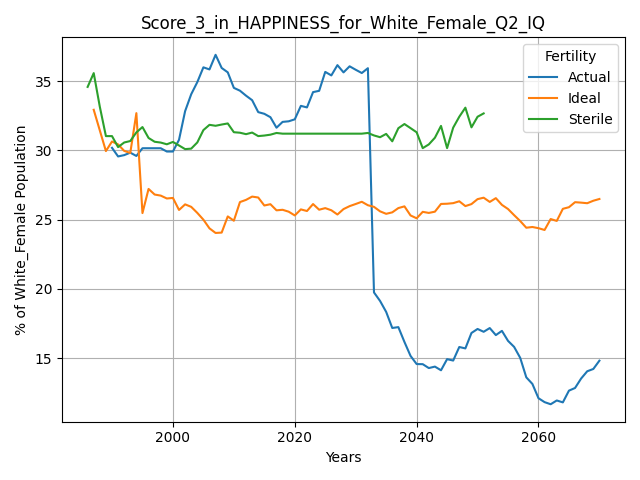 Score_3_in_HAPPINESS_for_White_Female_Q2_IQ
Fertility
Actual
Ideal
Sterile
% of White_Female Population
35
30
25
20
15
2000
2020
2040
2060
Years